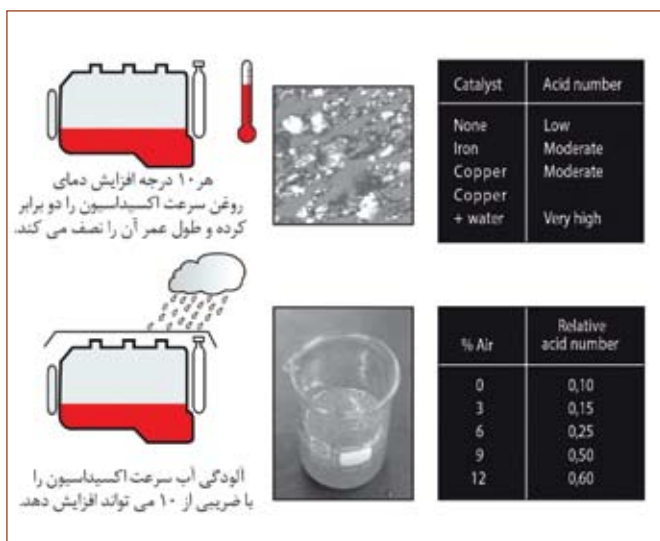 هر ۱۰ درجه افزایش دمای
روغن سرعت اکسیداسیون را دو برابر
کرده و طول عمر آن را نصف می کند.
Catalyst Acid number
None Low
Iron Moderate
Copper Moderate
Copper
+ water Very high
آلودگی آب سرعت اکسیداسیون را
با ضریبی از ۱۰ می تواند افزایش دهد.
Relative
% Air acid number
0 0,10
3 0,15
6 0,25
9 0,50
12 0,60